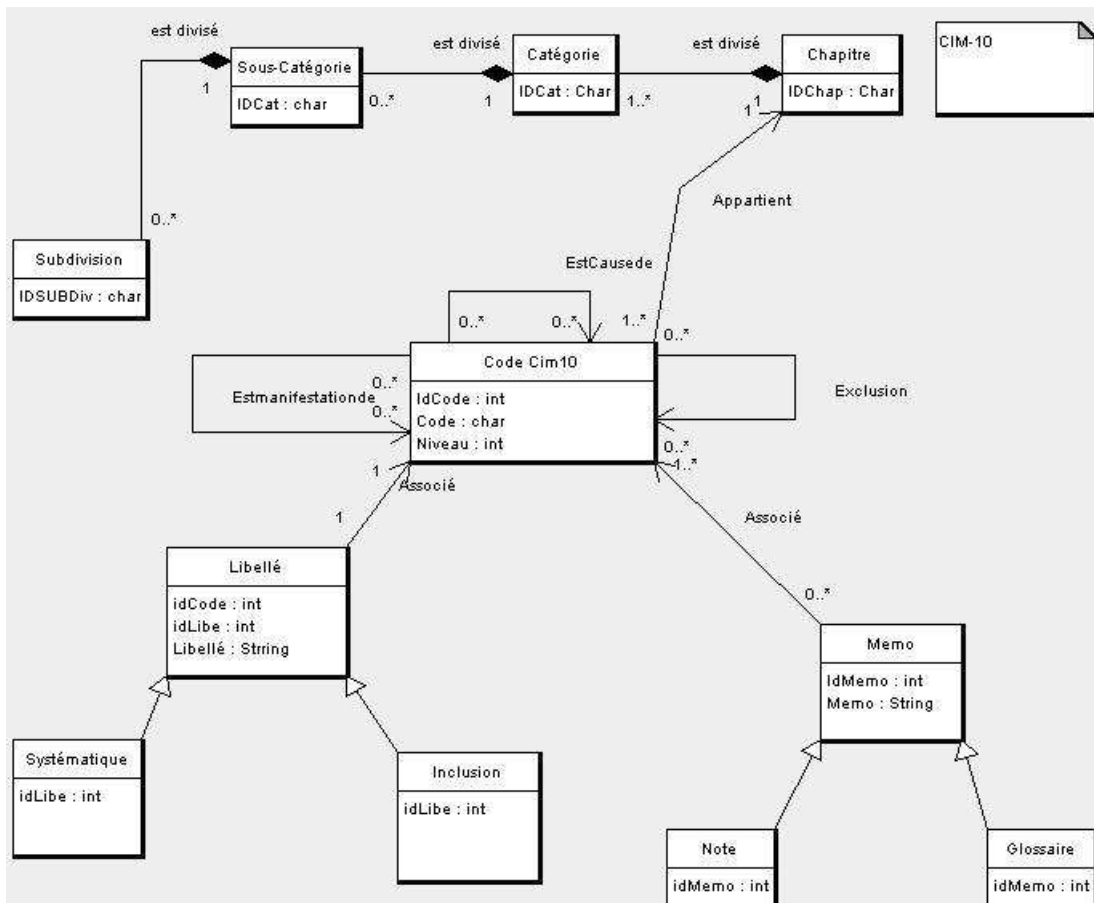 est divisé
est divisé
est divisé
CIM-10
Sous-Catégorie
Catégorie
Chapitre
IDCat : char
IDCat : Char
IDChap : Char
1
0..*
1
1..*
1
1
Appartient
0..*
Subdivision
IDSUBDiv : char
EstCausede
0..*
0..*
1..*
0..*
Code Cim10
IdCode : int
Code : char
Niveau : int
0..*
Estmanifestationde
0..*
Exclusion
0..*
1..*
1
Associé
1
Associé
0..*
Libellé
idCode : int
idLibe : int
Libellé : Strring
Memo
IdMemo : int
Memo : String
Systématique
idLibe : int
Inclusion
idLibe : int
Note
idMemo : int
Glossaire
idMemo : int